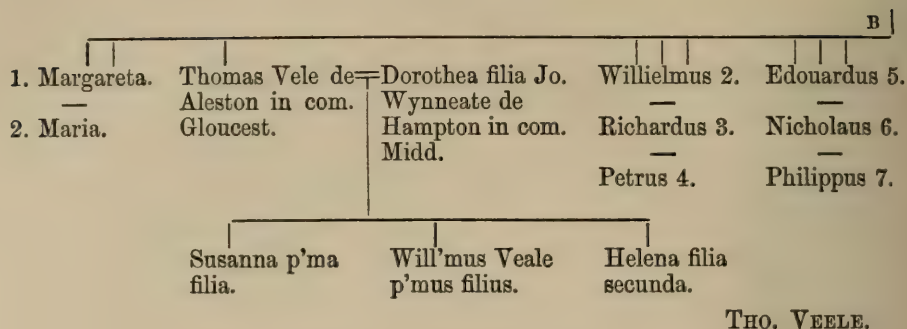 B
1. Margareta.
2. Maria.
Thomas Vele de
Aleston in com.
Gloucest.
Dorothea filia Jo.
Wynneate de
Hampton in com.
Midd.
Willielmus 2.
Richardus 3.
Petrus 4.
Edouardus 5.
Nicholaus 6.
Philippus 7.
Susanna p'ma
filia.
Will'mus Veale
p'mus filius.
Helena filia
secunda.
THO. VEELE.